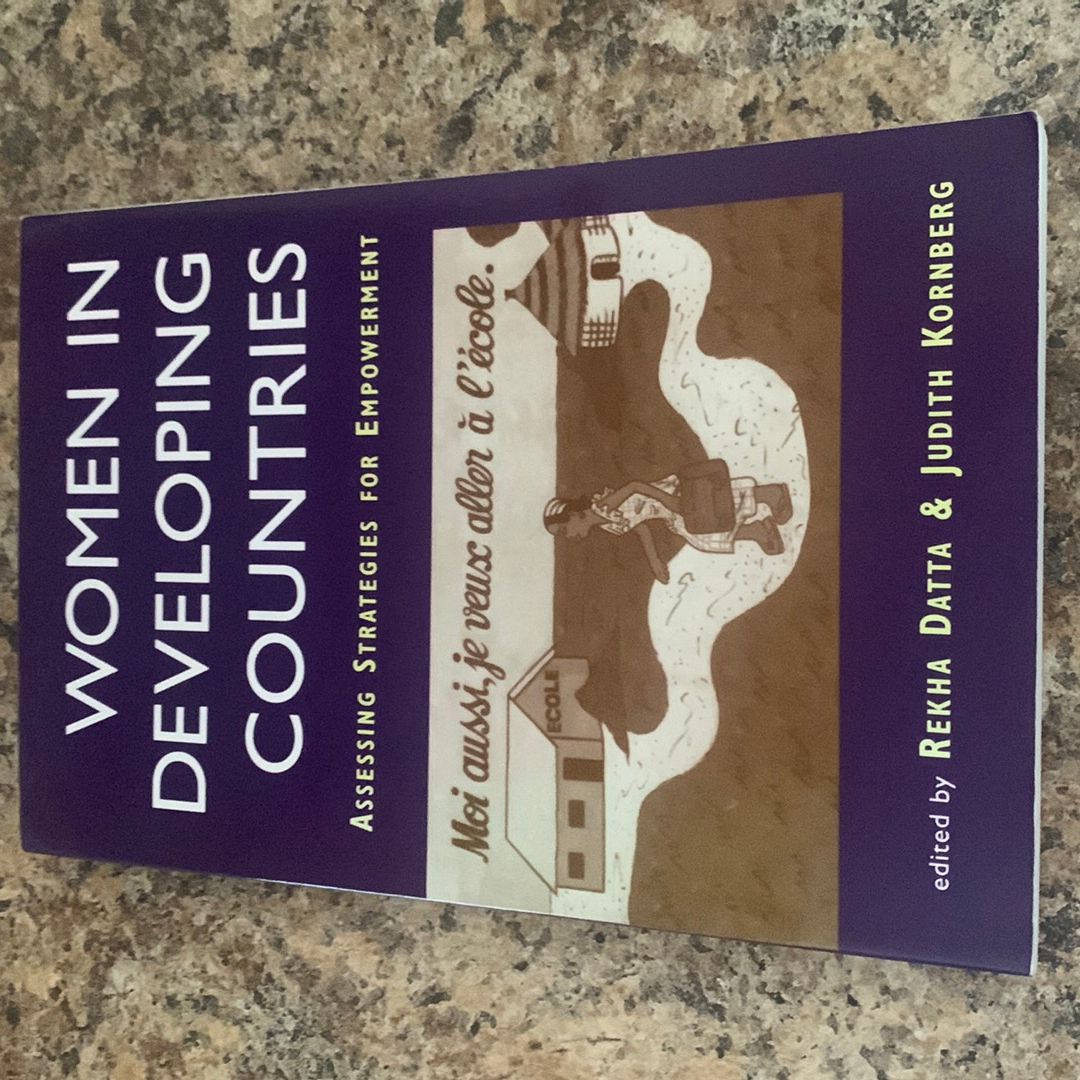 WOMEN IN
DEVELOPING
COUNTRIES
ASSESSING STRATEGIES FOR EMPOWERMENT
Moi aussi, je veux aller à l'école.
ECOLE
edited by REKHA DATTA & JUDITH KORNBERG